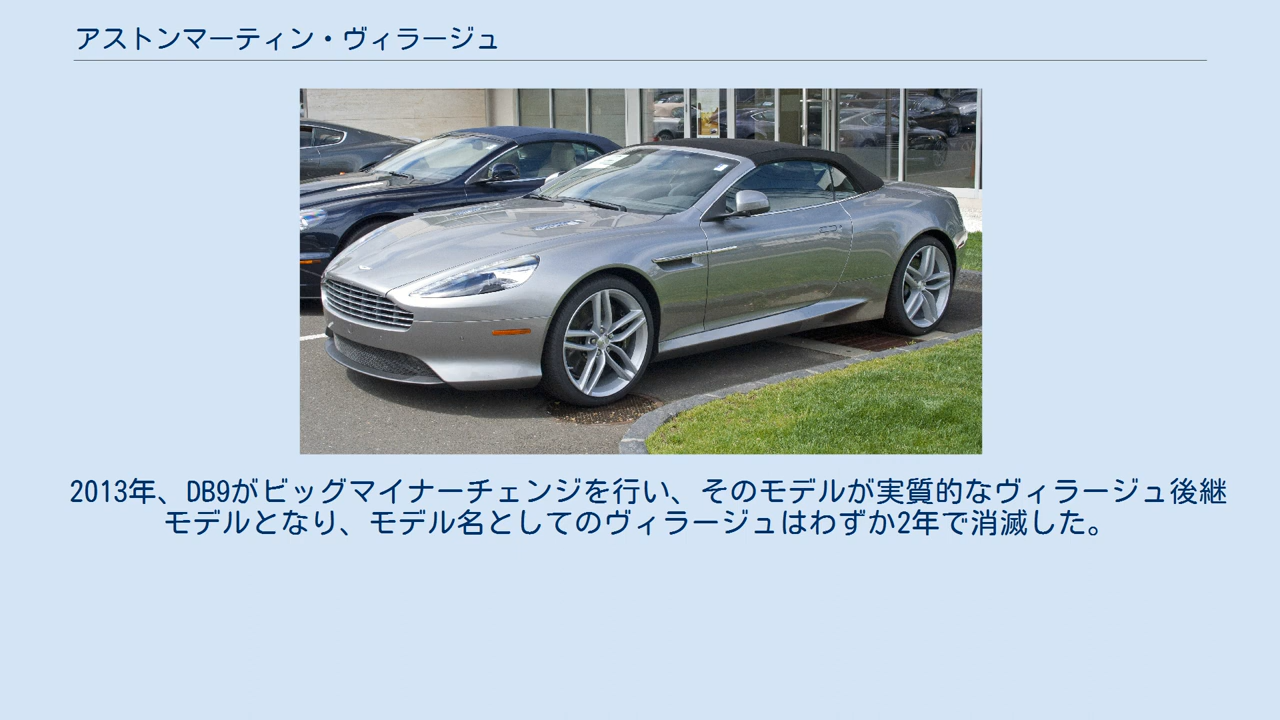 アストンマーティン・ヴィラージュ
2013年、DB9がビッグマイナーチェンジを行い、そのモデルが実質的なヴィラージュ後継
モデルとなり、モデル名としてのヴィラージュはわずか2年で消滅した。